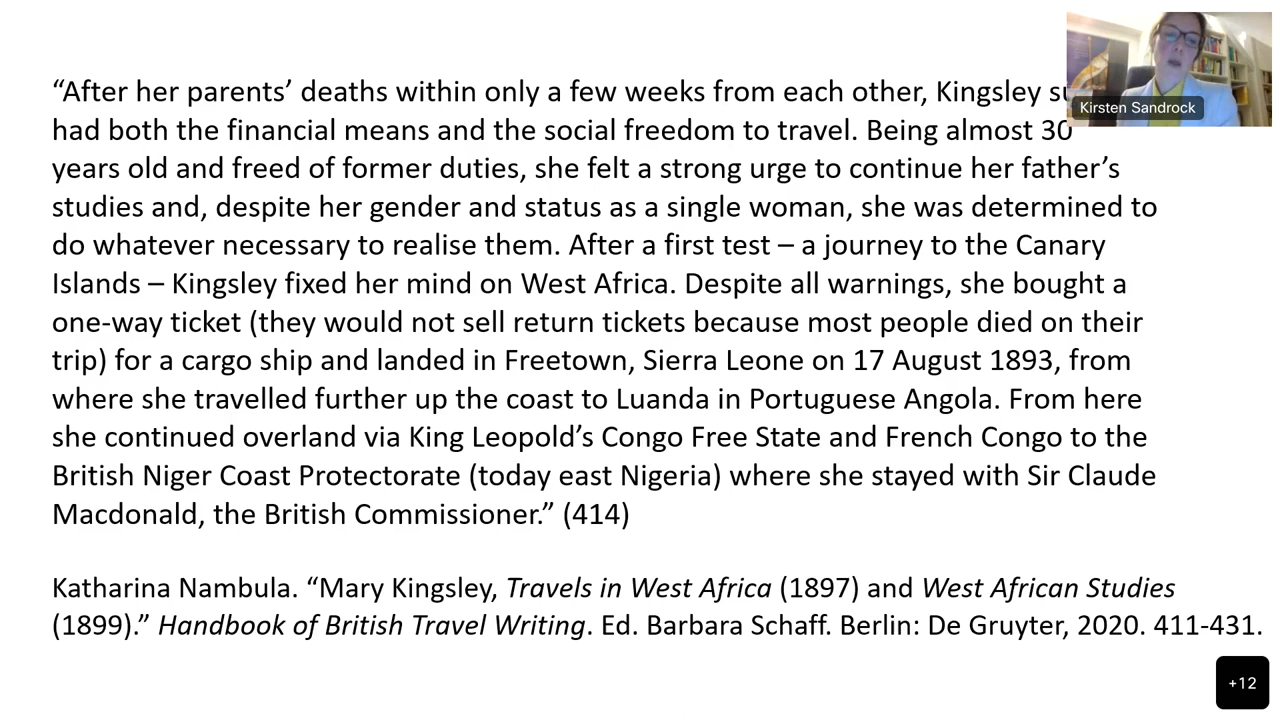 “After her parents’ deaths within only a few weeks from each other, Kingsley
had both the financial means and the social freedom to travel. Being almost 30
years old and freed of former duties, she felt a strong urge to continue her father’s
studies and, despite her gender and status as a single woman, she was determined to
do whatever necessary to realise them. After a first test – a journey to the Canary
Islands – Kingsley fixed her mind on West Africa. Despite all warnings, she bought a
one-way ticket (they would not sell return tickets because most people died on their
trip) for a cargo ship and landed in Freetown, Sierra Leone on 17 August 1893, from
where she travelled further up the coast to Luanda in Portuguese Angola. From here
she continued overland via King Leopold’s Congo Free State and French Congo to the
British Niger Coast Protectorate (today east Nigeria) where she stayed with Sir Claude
Macdonald, the British Commissioner.” (414)
Katharina Nambula. “Mary Kingsley, Travels in West Africa (1897) and West African Studies
(1899).” Handbook of British Travel Writing. Ed. Barbara Schaff. Berlin: De Gruyter, 2020. 411-431.
Kirsten Sandrock
+12